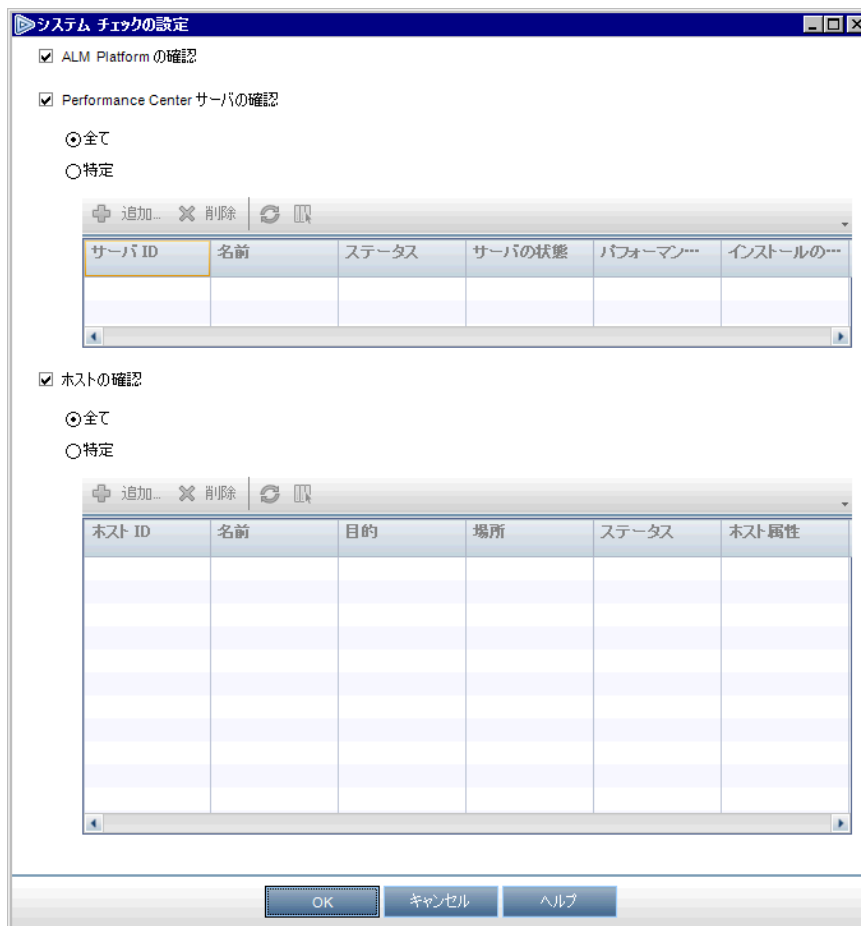 システム チェックの設定
ALM Platform の確認
Performance Center サーバの確認
全て
特定
追加... 削除
サーバ ID 名前 ステータス サーバの状態 パフォーマン… インストールの…
ホストの確認
全て
特定
追加... 削除
ホスト ID 名前 目的 場所 ステータス ホスト属性
OK キャンセル ヘルプ